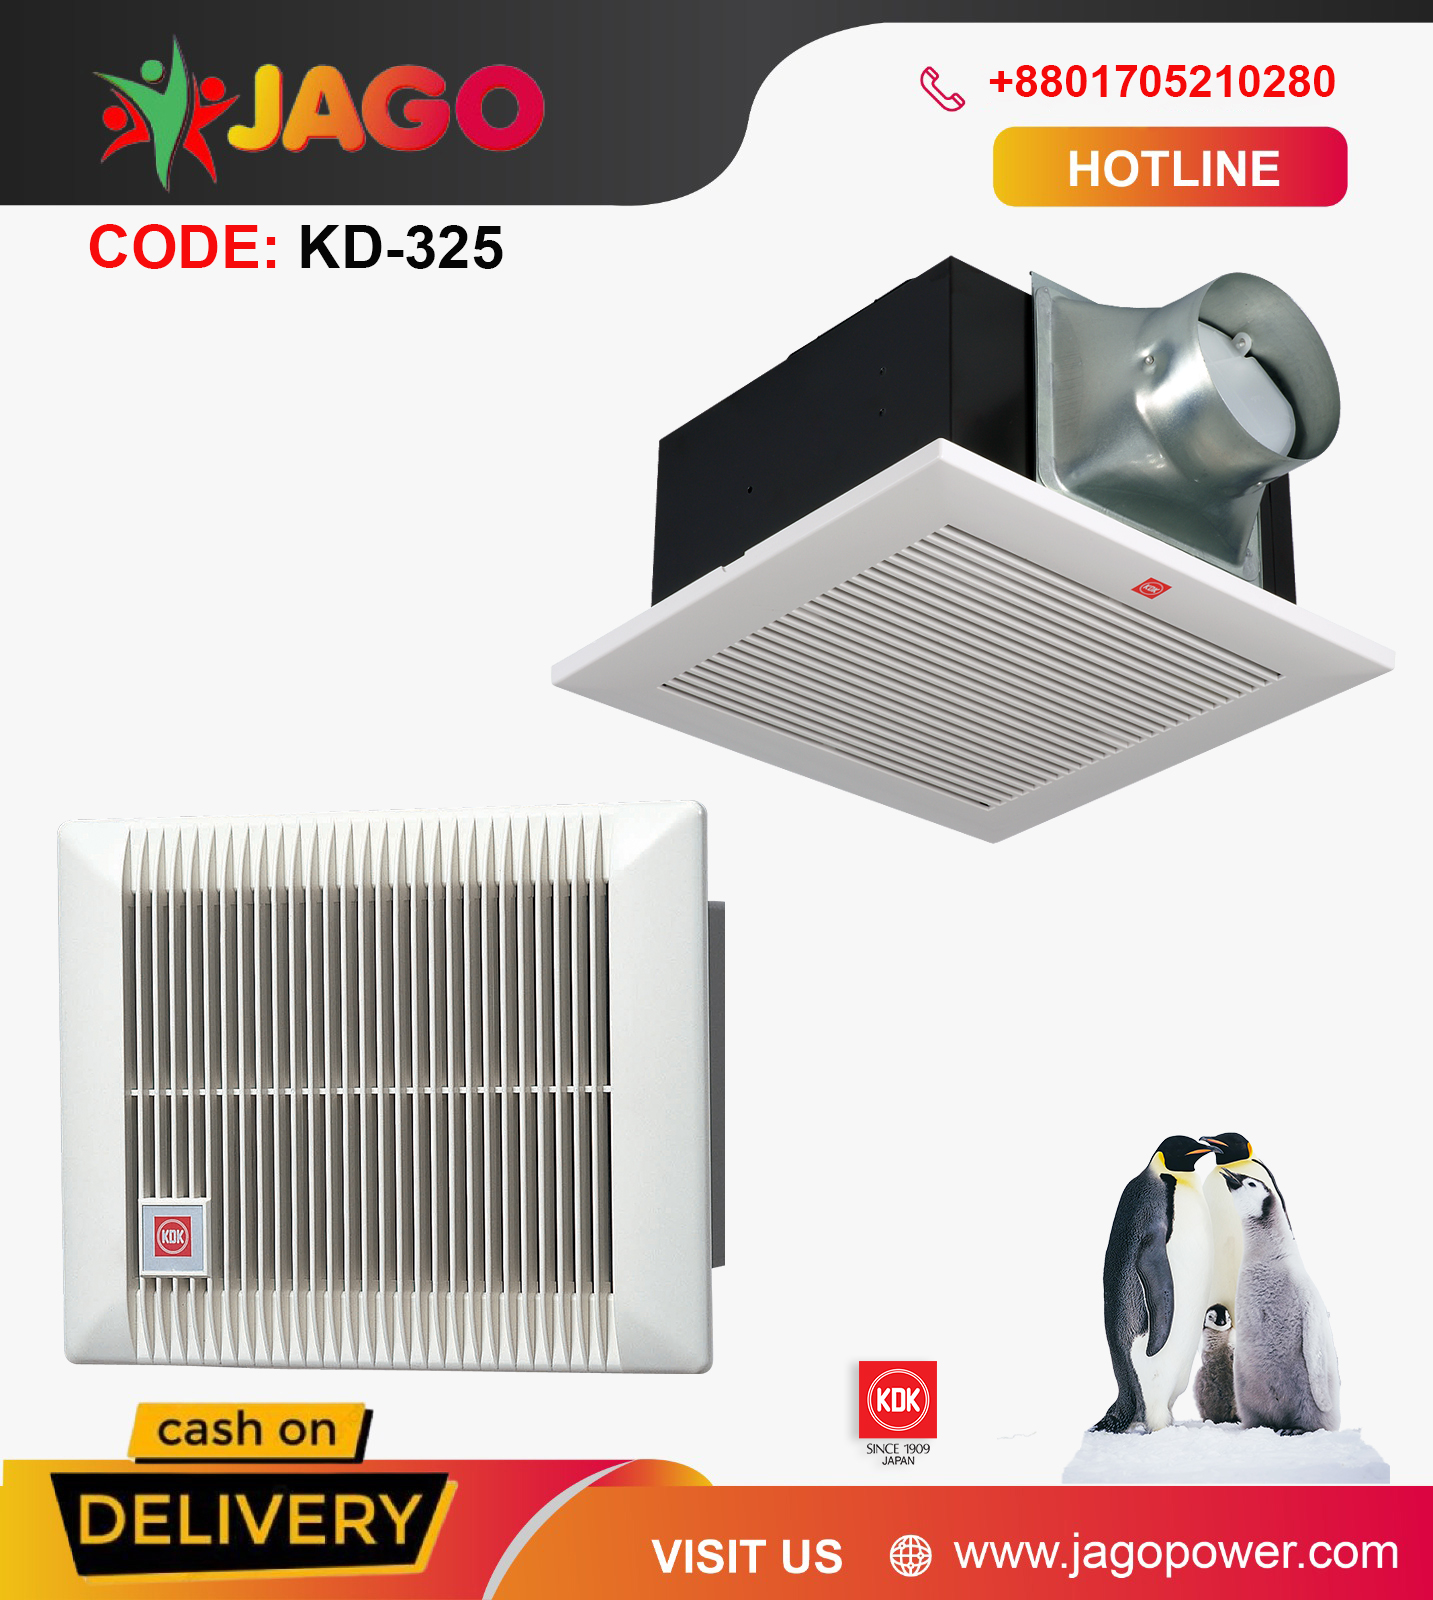 JAGO
+8801705210280
HOTLINE
CODE: KD-325
KDK
KDK
KDK
SINCE 1909
JAPAN
cash on
DELIVERY
VISIT US
www.jagopower.com